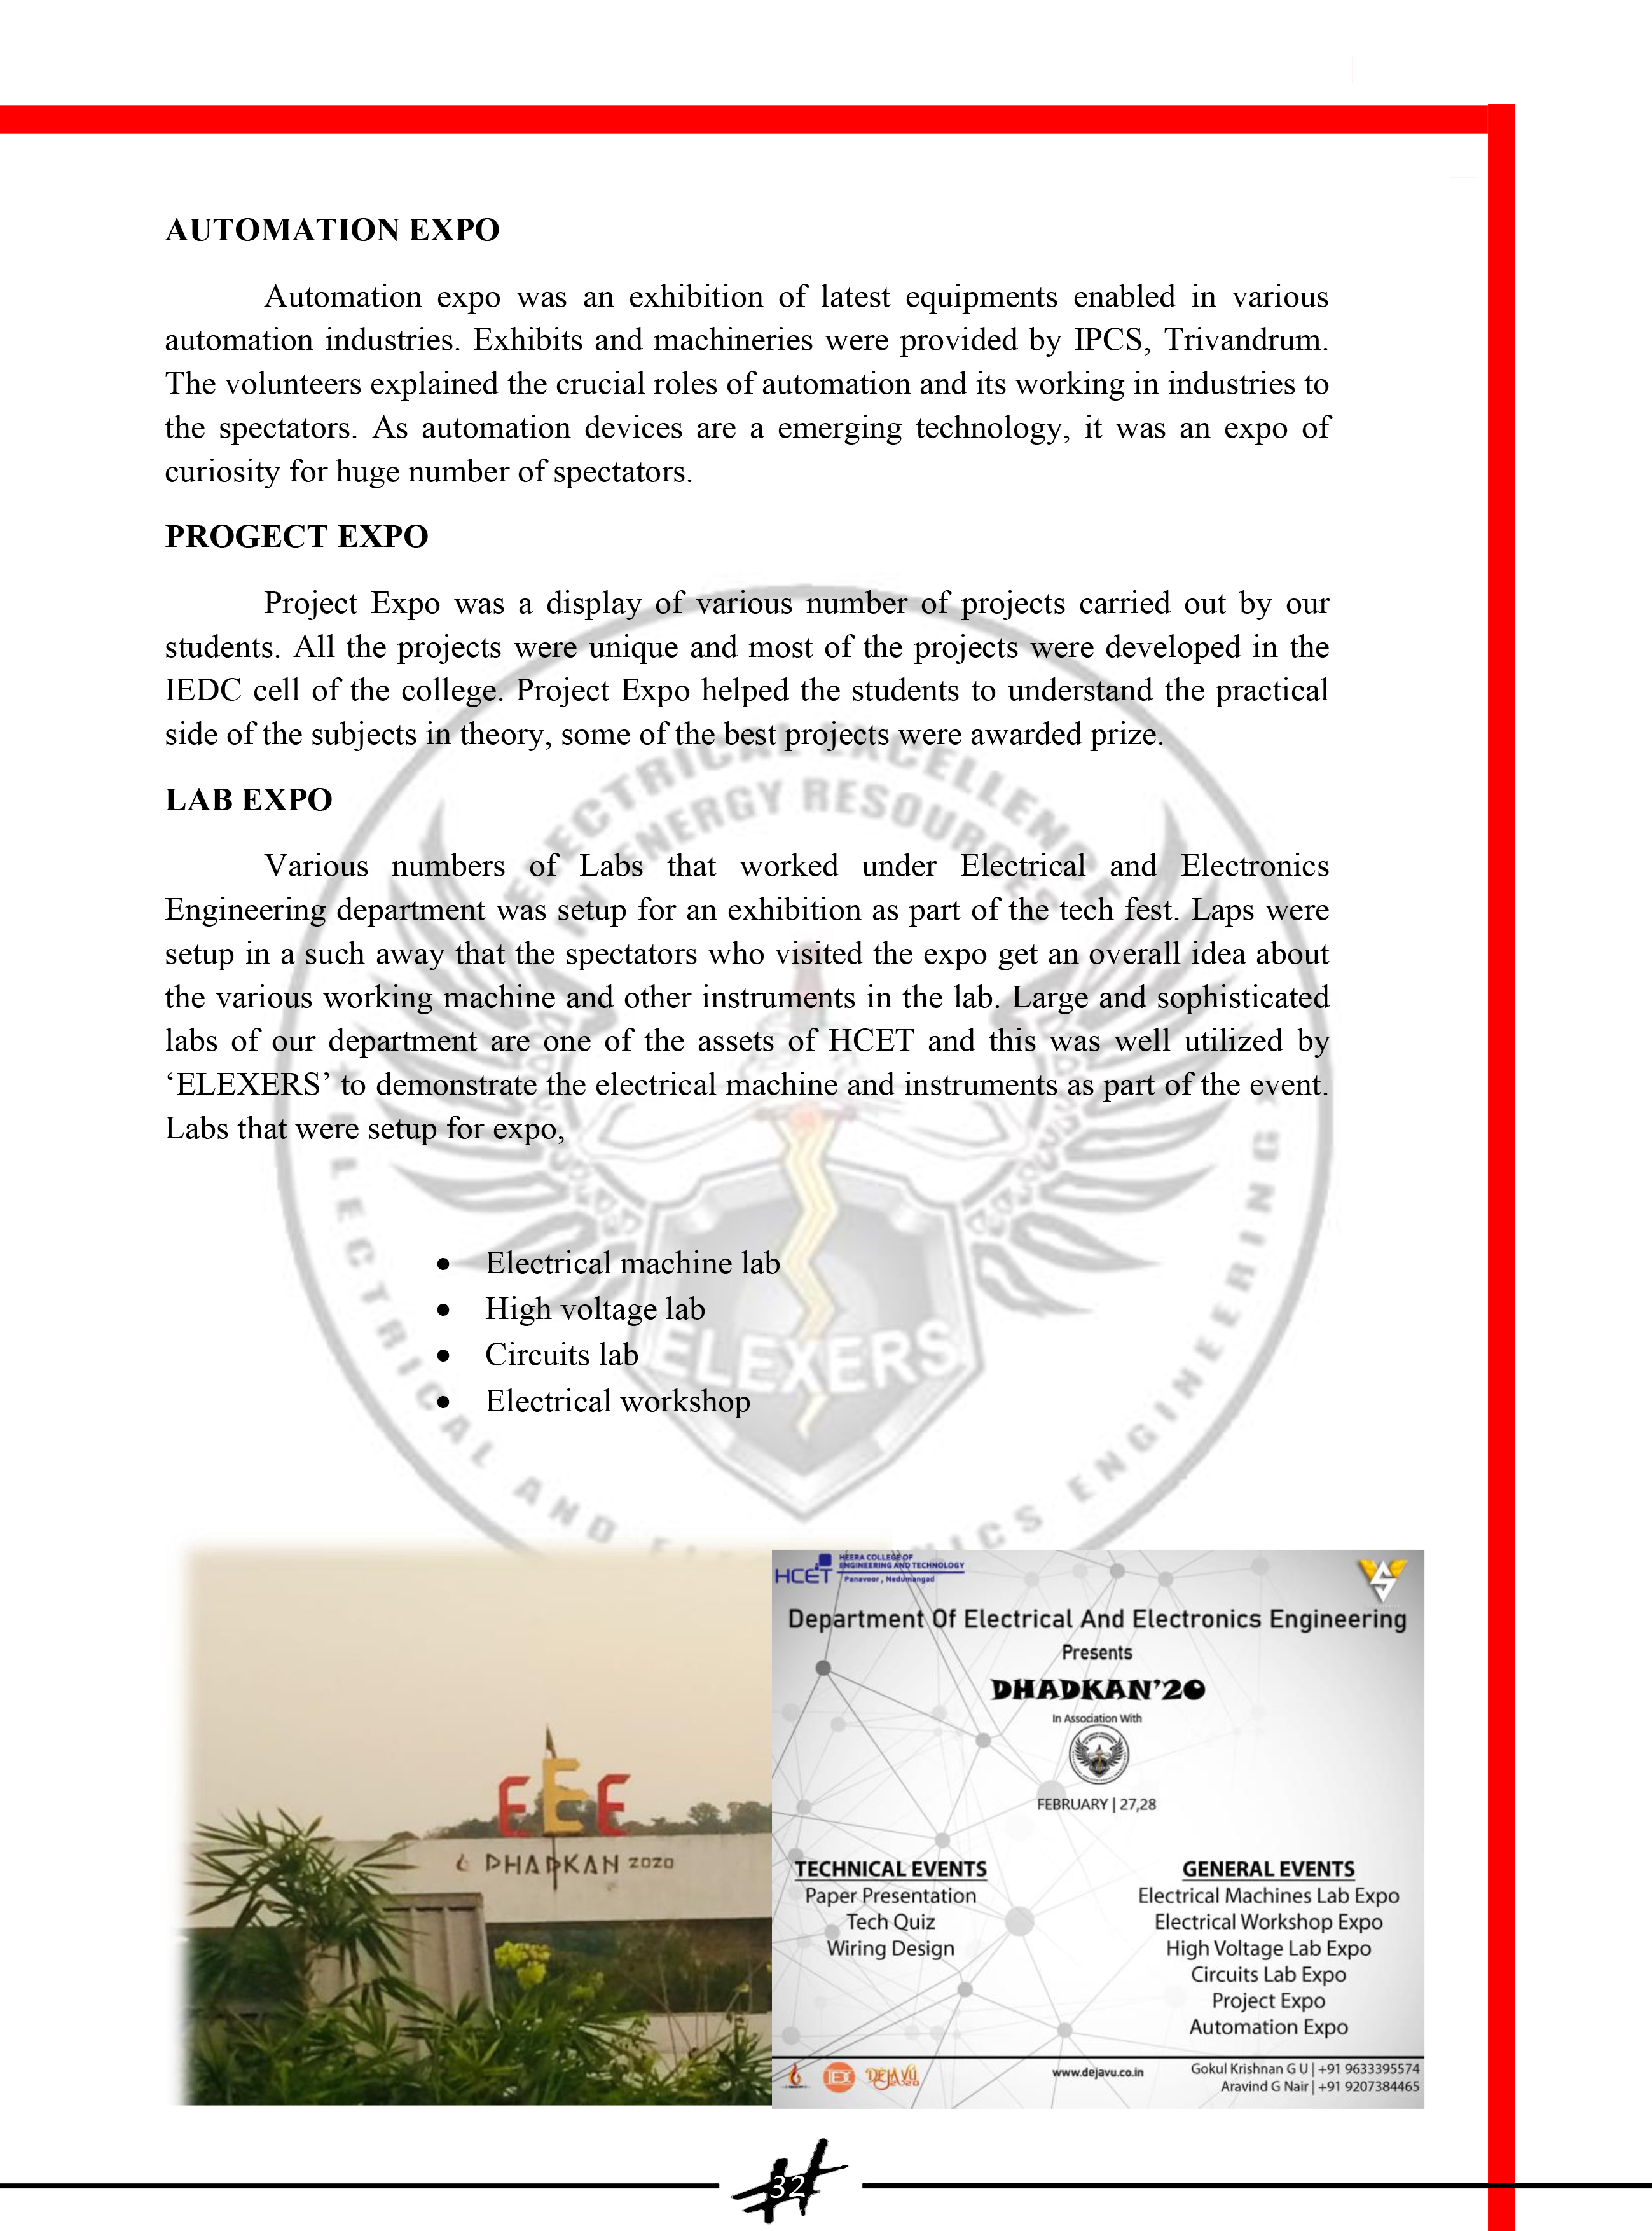 AUTOMATION EXPO
Automation expo was an exhibition of latest equipments enabled in various
automation industries. Exhibits and machineries were provided by IPCS, Trivandrum.
The volunteers explained the crucial roles of automation and its working in industries to
the spectators. As automation devices are a emerging technology, it was an expo of
curiosity for huge number of spectators.
PROGECT EXPO
Project Expo was a display of various number of projects carried out by our
students. All the projects were unique and most of the projects were developed in the
IEDC cell of the college. Project Expo helped the students to understand the practical
side of the subjects in theory, some of the best projects were awarded prize.
LAB EXPO
Various numbers of Labs that worked under Electrical and Electronics
Engineering department was setup for an exhibition as part of the tech fest. Laps were
setup in a such away that the spectators who visited the expo get an overall idea about
the various working machine and other instruments in the lab. Large and sophisticated
labs of our department are one of the assets of HCET and this was well utilized by
‘ELEXERS’ to demonstrate the electrical machine and instruments as part of the event.
Labs that were setup for expo,
• Electrical machine lab
• High voltage lab
• Circuits lab
• Electrical workshop
ELECTRICAL EXCELLENCE
IN ENERGY RESOURCES
ELEXERS
ELECTRICAL AND ENGINEERING
EEE
DHADKAN 2020
HCET
HEERA COLLEGE OF
ENGINEERING AND TECHNOLOGY
Panavoor , Nedumangad
Department Of Electrical And Electronics Engineering
Presents
DHADKAN'20
In Association With
FEBRUARY | 27,28
TECHNICAL EVENTS
Paper Presentation
Tech Quiz
Wiring Design
GENERAL EVENTS
Electrical Machines Lab Expo
Electrical Workshop Expo
High Voltage Lab Expo
Circuits Lab Expo
Project Expo
Automation Expo
DEJA VU
www.dejavu.co.in
Gokul Krishnan G U | +91 9633395574
Aravind G Nair | +91 9207384465
32